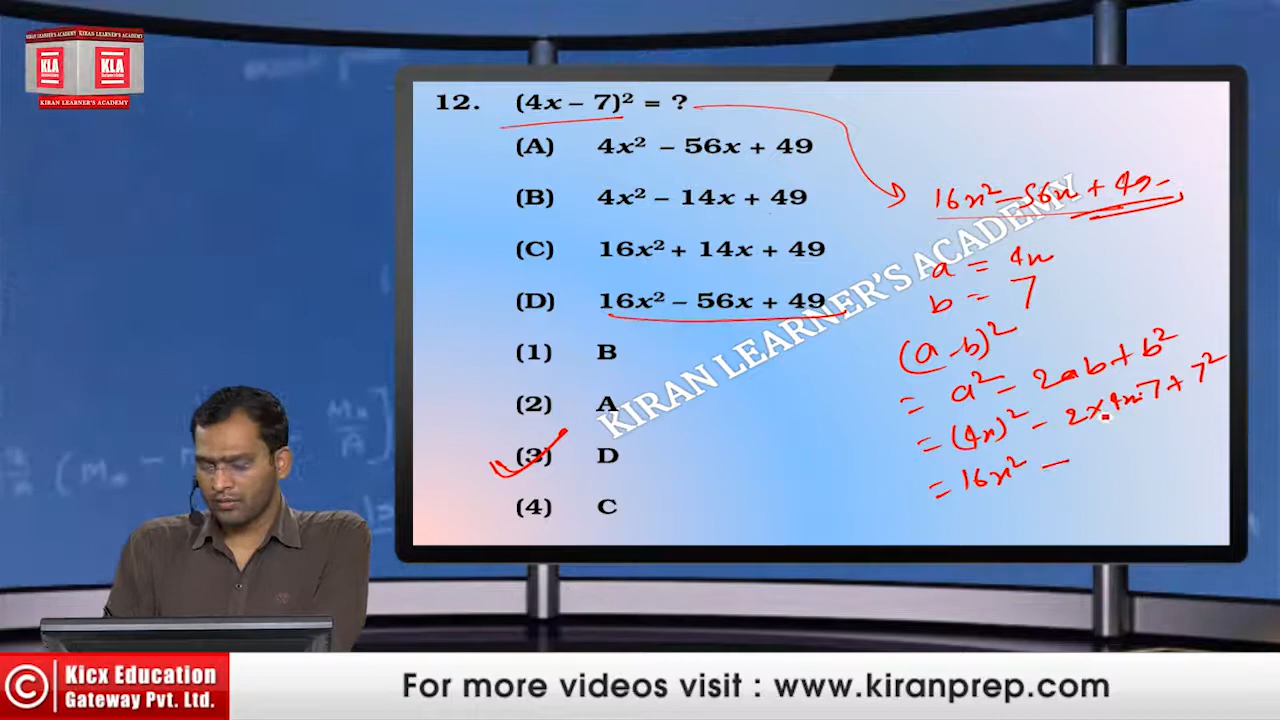 KIRAN LEARNER'S ACADEMY KIRAN LEARNER'S ACADEMY
KLA KLA
KIRAN LEARNER'S ACADEMY
12. (4x – 7)² = ?
(A) 4x² – 56x + 49
(B) 4x² – 14x + 49
(C) 16x² + 14x + 49
(D) 16x² – 56x + 49
(1) B
(2) A
(3) D
(4) C
16x² – 56x + 49
a = 4x
b = 7
(a - b)²
= a² – 2ab + b²
= (4x)² – 2×4x·7 + 7²
= 16x² –
KIRAN LEARNER'S ACADEMY
© Kicx Education
Gateway Pvt. Ltd.
For more videos visit : www.kiranprep.com